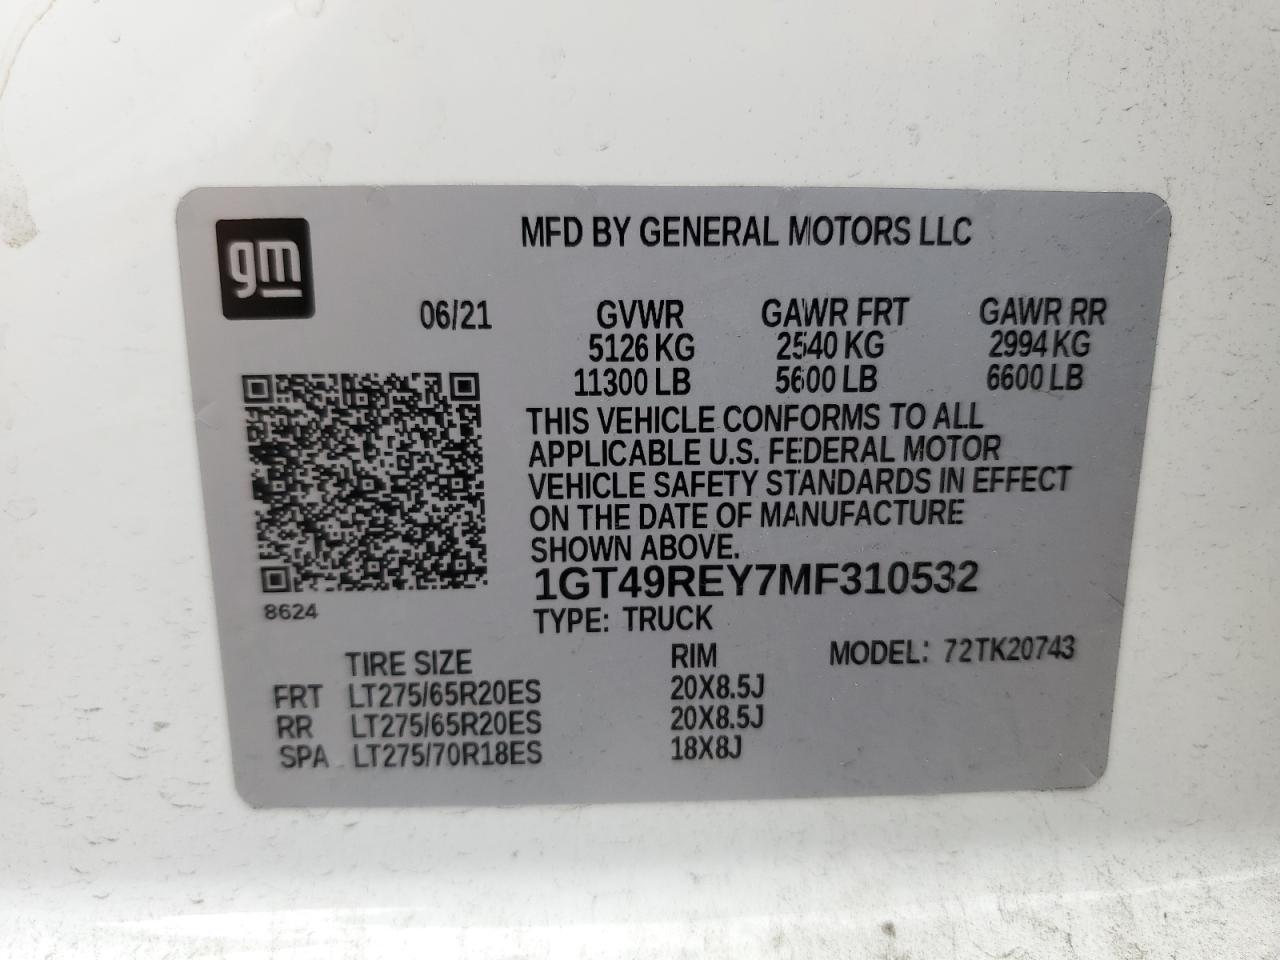 gm
MFD BY GENERAL MOTORS LLC
06/21 GVWR GAWR FRT GAWR RR
5126 KG 2540 KG 2994 KG
11300 LB 5600 LB 6600 LB
THIS VEHICLE CONFORMS TO ALL
APPLICABLE U.S. FEDERAL MOTOR
VEHICLE SAFETY STANDARDS IN EFFECT
ON THE DATE OF MANUFACTURE
SHOWN ABOVE.
1GT49REY7MF310532
8624
TYPE: TRUCK
TIRE SIZE RIM MODEL: 72TK20743
FRT LT275/65R20ES 20X8.5J
RR LT275/65R20ES 20X8.5J
SPA LT275/70R18ES 18X8J